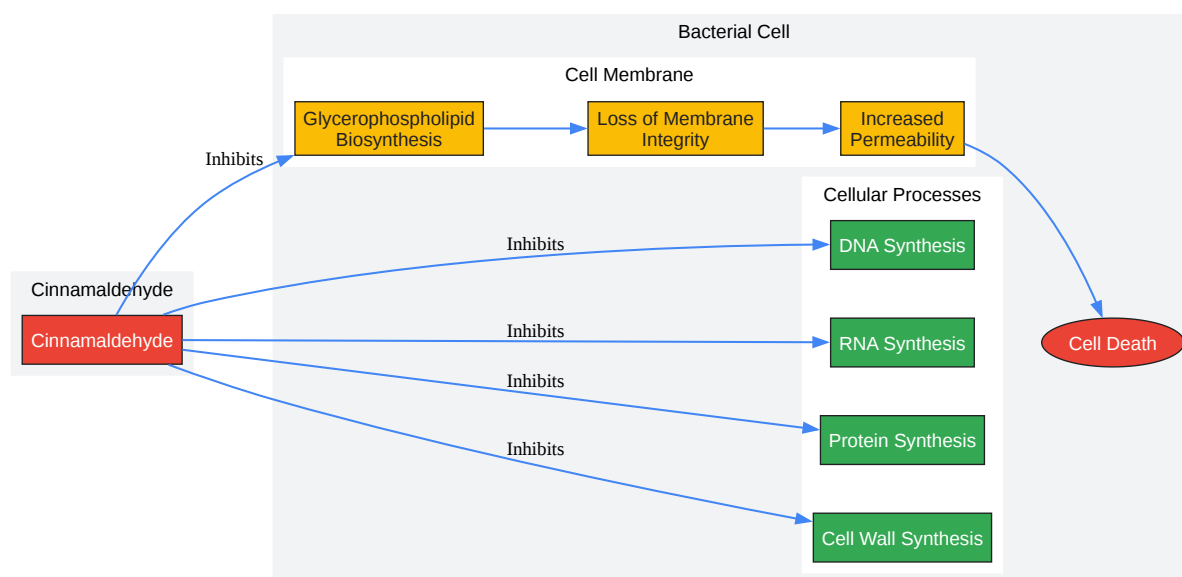 Bacterial Cell
Cell Membrane
Glycerophospholipid
Biosynthesis
Loss of Membrane
Integrity
Increased
Permeability
Inhibits
Cellular Processes
Inhibits
DNA Synthesis
Cinnamaldehyde
Cinnamaldehyde
Inhibits
RNA Synthesis
Cell Death
Inhibits
Protein Synthesis
Inhibits
Cell Wall Synthesis